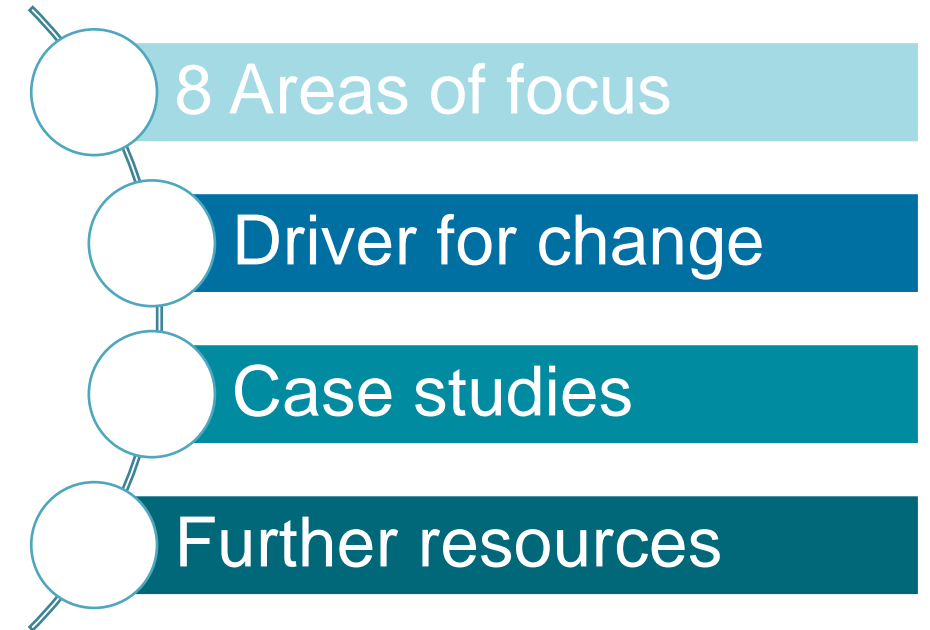 8 Areas of focus
Driver for change
Case studies
Further resources